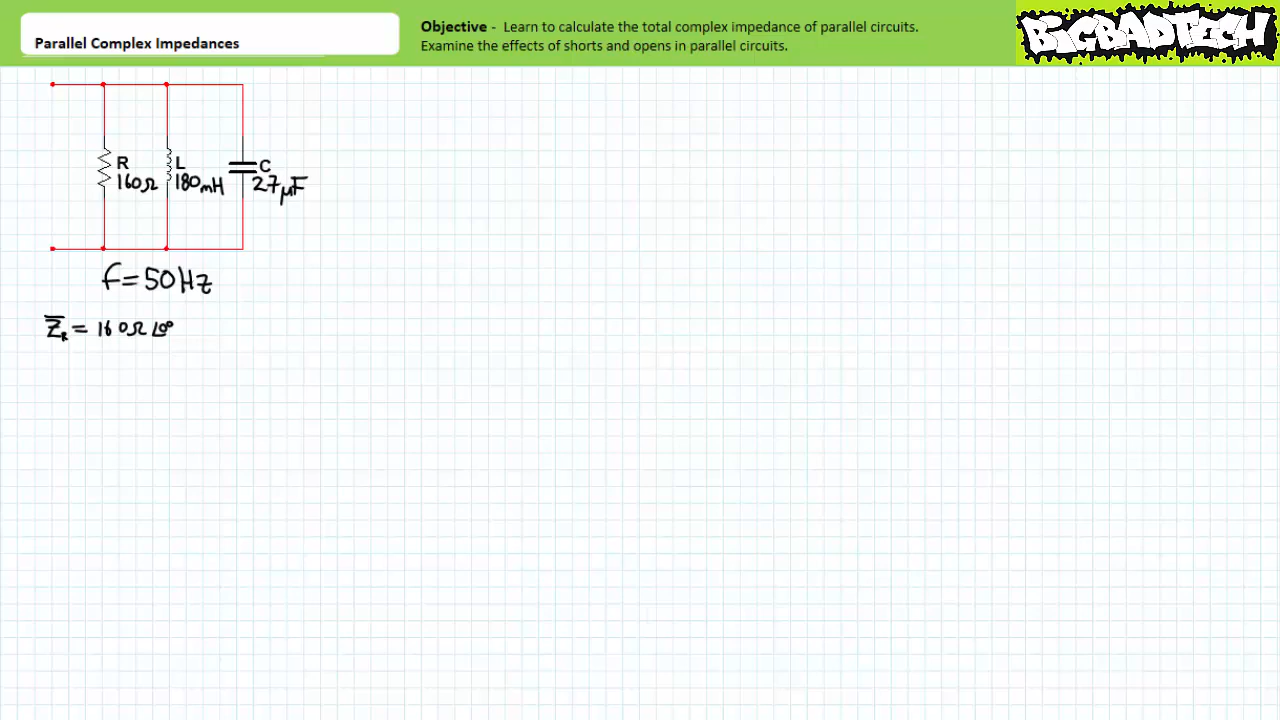 Parallel Complex Impedances
Objective - Learn to calculate the total complex impedance of parallel circuits.
Examine the effects of shorts and opens in parallel circuits.
BIGBADTECH
R
160Ω
L
180mH
C
27μF
f=50Hz
Z̅R = 160Ω∠0°